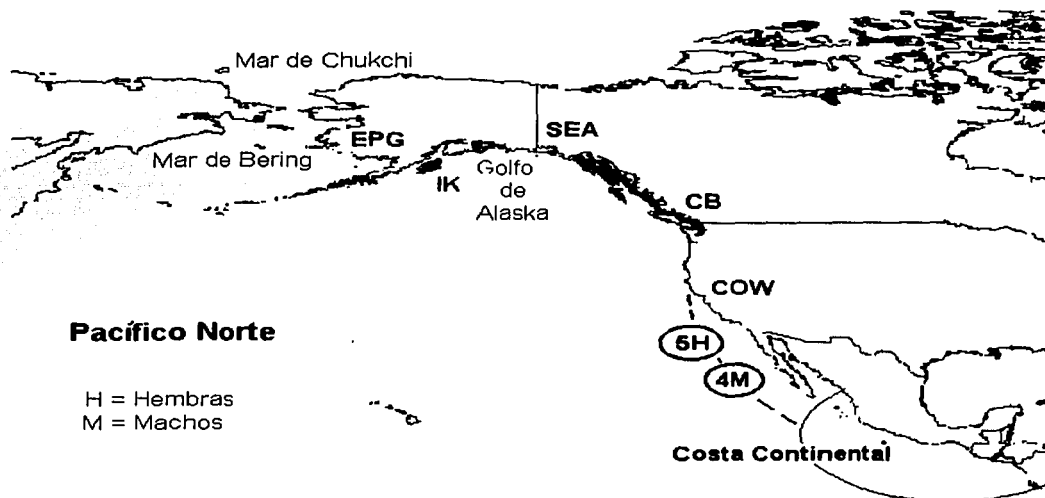 Mar de Chukchi
SEA
EPG
Mar de Bering
Golfo
de
Alaska
IK
CB
COW
Pacífico Norte
5H
4M
H = Hembras
M = Machos
Costa Continental